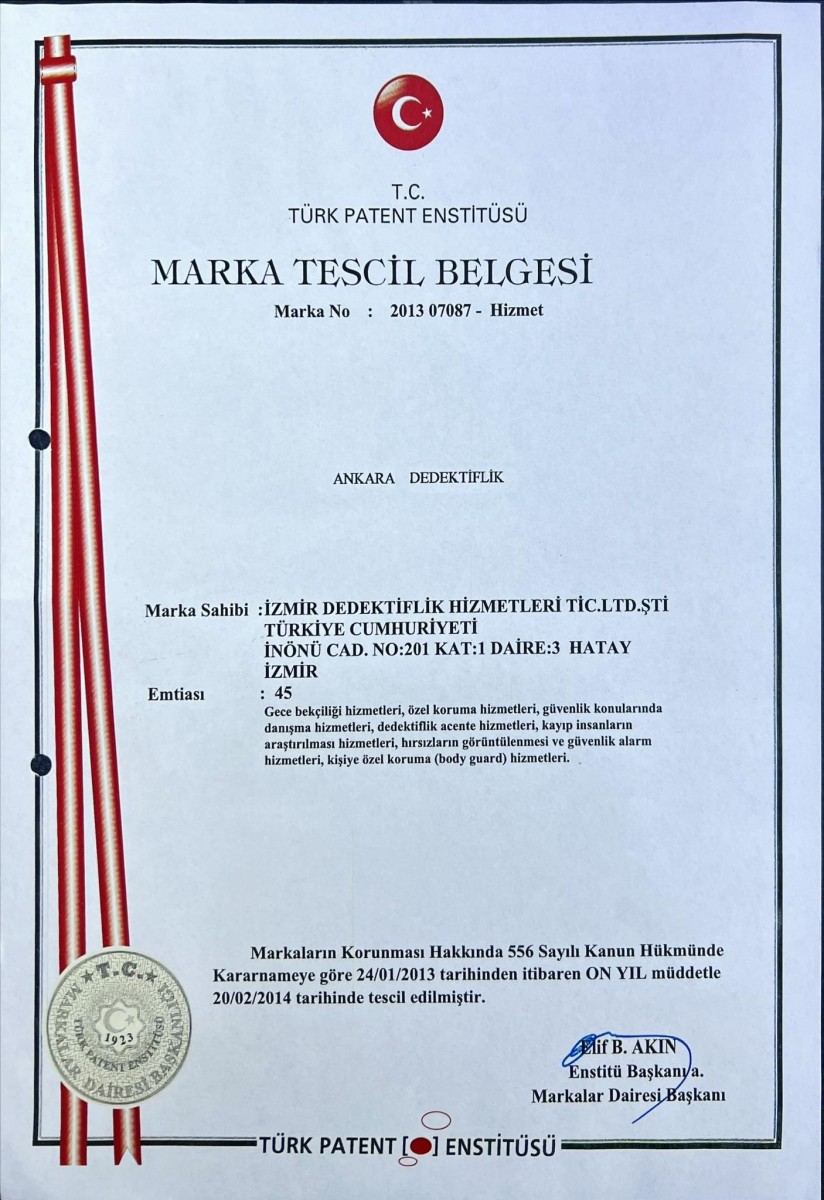 T.C.
TÜRK PATENT ENSTİTÜSÜ
MARKA TESCİL BELGESİ
Marka No : 2013 07087 - Hizmet
ANKARA DEDEKTİFLİK
Marka Sahibi :İZMİR DEDEKTİFLİK HİZMETLERİ TİC.LTD.ŞTİ
TÜRKİYE CUMHURİYETİ
İNÖNÜ CAD. NO:201 KAT:1 DAİRE:3 HATAY
İZMİR
Emtiası : 45
Gece bekçiliği hizmetleri, özel koruma hizmetleri, güvenlik konularında
danışma hizmetleri, dedektiflik acente hizmetleri, kayıp insanların
araştırılması hizmetleri, hırsızların görüntülenmesi ve güvenlik alarm
hizmetleri, kişiye özel koruma (body guard) hizmetleri.
Markaların Korunması Hakkında 556 Sayılı Kanun Hükmünde
Kararnameye göre 24/01/2013 tarihinden itibaren ON YIL müddetle
20/02/2014 tarihinde tescil edilmiştir.
T.C.
MARKALAR DAİRESİ BAŞKANLIĞI
TÜRK PATENT ENSTİTÜSÜ
1923
Elif B. AKIN
Enstitü Başkanı a.
Markalar Dairesi Başkanı
TÜRK PATENT ENSTİTÜSÜ